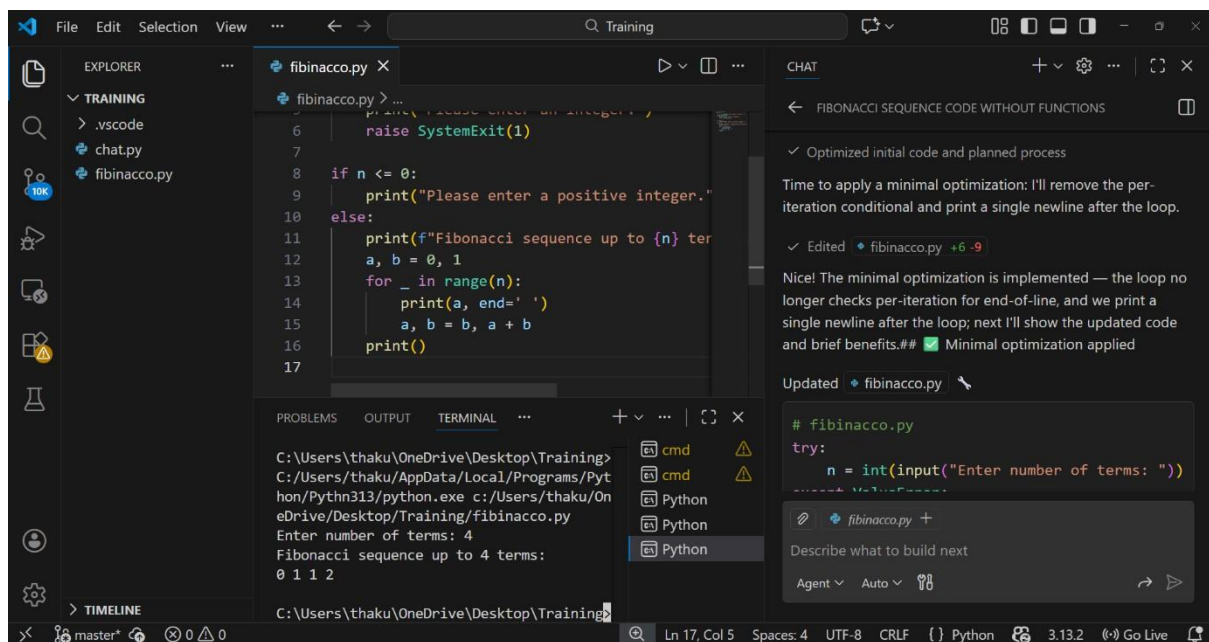 File Edit Selection View ··· Training
EXPLORER ···
TRAINING
.vscode
chat.py
fibinacco.py
10K
TIMELINE
fibinacco.py
fibinacco.py > ...
5
6 raise SystemExit(1)
7
8 if n <= 0:
9 print("Please enter a positive integer."
10 else:
11 print(f"Fibonacci sequence up to {n} ter
12 a, b = 0, 1
13 for _ in range(n):
14 print(a, end=' ')
15 a, b = b, a + b
16 print()
17
PROBLEMS OUTPUT TERMINAL ···
C:\Users\thaku\OneDrive\Desktop\Training>
C:/Users/thaku/AppData/Local/Programs/Pyt
hon/Pythn313/python.exe c:/Users/thaku/On
eDrive/Desktop/Training/fibinacco.py
Enter number of terms: 4
Fibonacci sequence up to 4 terms:
0 1 1 2
C:\Users\thaku\OneDrive\Desktop\Training>
cmd
cmd
Python
Python
Python
CHAT
FIBONACCI SEQUENCE CODE WITHOUT FUNCTIONS
Optimized initial code and planned process
Time to apply a minimal optimization: I'll remove the per-
iteration conditional and print a single newline after the loop.
Edited fibinacco.py +6 -9
Nice! The minimal optimization is implemented — the loop no
longer checks per-iteration for end-of-line, and we print a
single newline after the loop; next I'll show the updated code
and brief benefits.## ✅ Minimal optimization applied
Updated fibinacco.py
# fibinacco.py
try:
n = int(input("Enter number of terms: "))
fibinacco.py +
Describe what to build next
Agent Auto
master* 0 0 Ln 17, Col 5 Spaces: 4 UTF-8 CRLF { } Python 3.13.2 Go Live